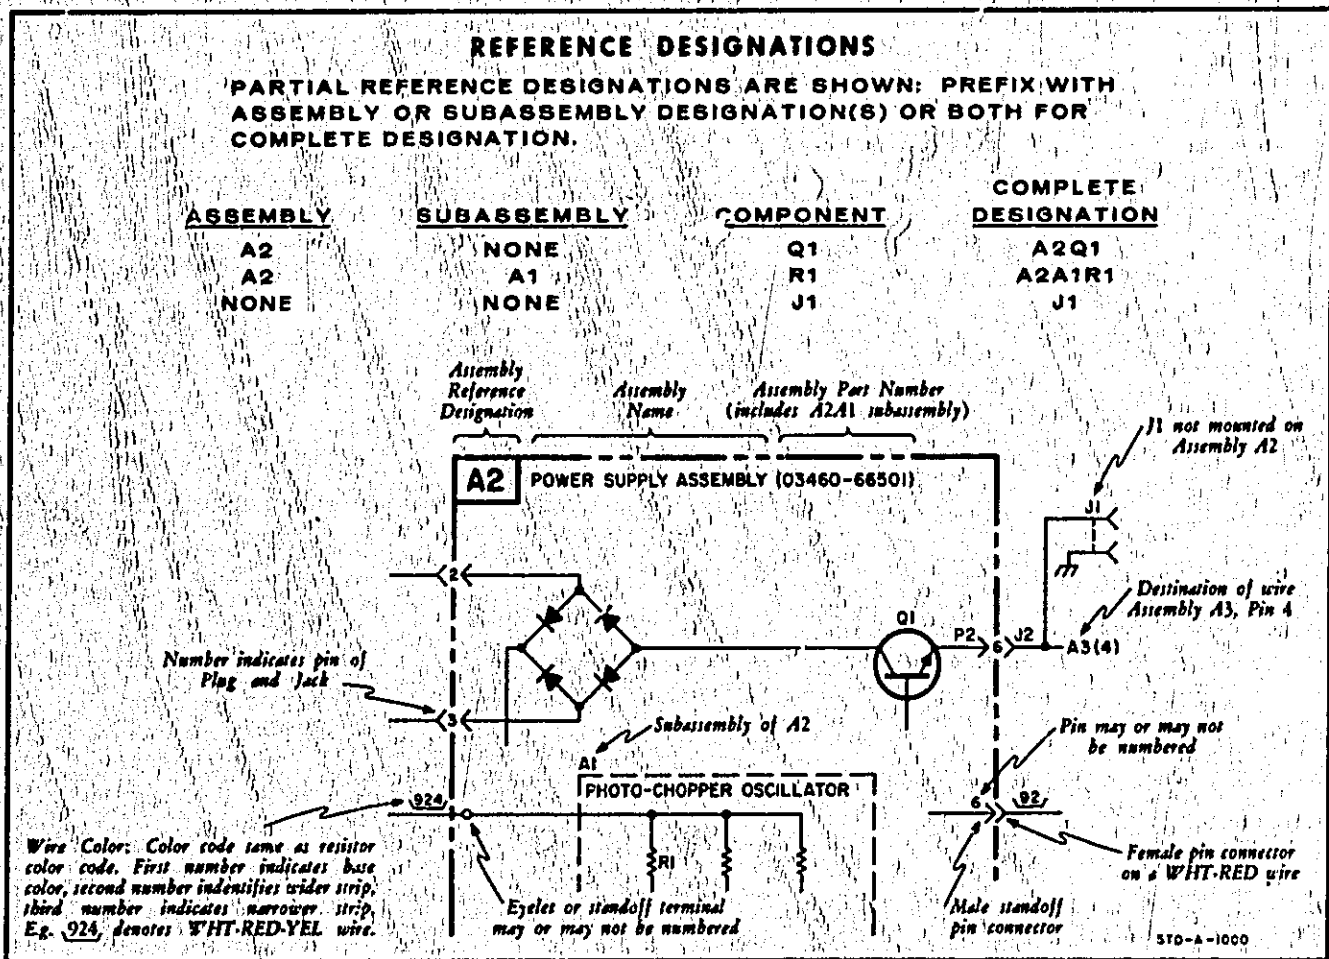 REFERENCE DESIGNATIONS
PARTIAL REFERENCE DESIGNATIONS ARE SHOWN: PREFIX WITH
ASSEMBLY OR SUBASSEMBLY DESIGNATION(S) OR BOTH FOR
COMPLETE DESIGNATION.
ASSEMBLY SUBASSEMBLY COMPONENT COMPLETE DESIGNATION
A2 NONE Q1 A2Q1
A2 A1 R1 A2A1R1
NONE NONE J1 J1
Assembly
Reference
Designation
Assembly
Name
Assembly Part Number
(includes A2A1 subassembly)
J1 not mounted on
Assembly A2
A2 POWER SUPPLY ASSEMBLY (03460-66501)
J1
2
Destination of wire
Assembly A3, Pin 4
Q1
P2 6 J2
A3(4)
Number indicates pin of
Plug and Jack
3
Subassembly of A2
Pin may or may not
be numbered
A1
PHOTO-CHOPPER OSCILLATOR
924
6 92
R1
Wire Color: Color code same as resistor
color code. First number indicates base
color, second number indentifies wider strip,
third number indicates narrower strip.
E.g. 924, denotes WHT-RED-YEL wire.
Eyelet or standoff terminal
may or may not be numbered
Male standoff
pin connector
Female pin connector
on a WHT-RED wire
STD-A-1000